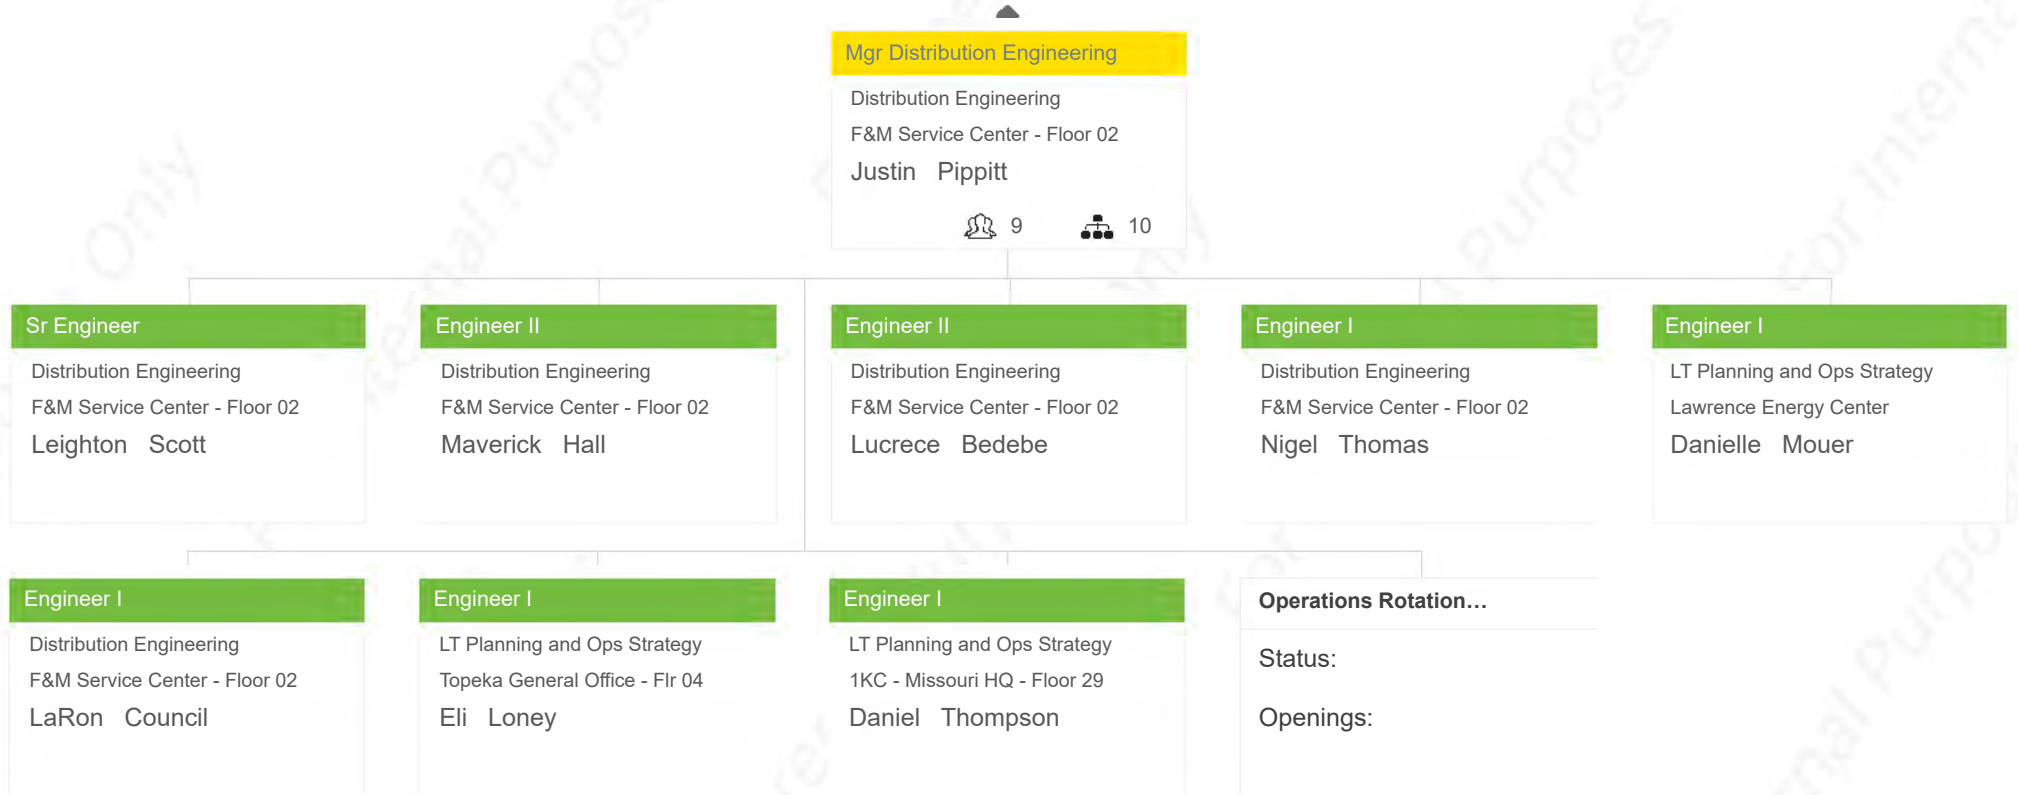 Mgr Distribution Engineering
Distribution Engineering
F&M Service Center - Floor 02
Justin Pippitt
9 10
Sr Engineer
Distribution Engineering
F&M Service Center - Floor 02
Leighton Scott
Engineer II
Distribution Engineering
F&M Service Center - Floor 02
Maverick Hall
Engineer II
Distribution Engineering
F&M Service Center - Floor 02
Lucrece Bedebe
Engineer I
Distribution Engineering
F&M Service Center - Floor 02
Nigel Thomas
Engineer I
LT Planning and Ops Strategy
Lawrence Energy Center
Danielle Mouer
Engineer I
Distribution Engineering
F&M Service Center - Floor 02
LaRon Council
Engineer I
LT Planning and Ops Strategy
Topeka General Office - Flr 04
Eli Loney
Engineer I
LT Planning and Ops Strategy
1KC - Missouri HQ - Floor 29
Daniel Thompson
Operations Rotation…
Status:
Openings: